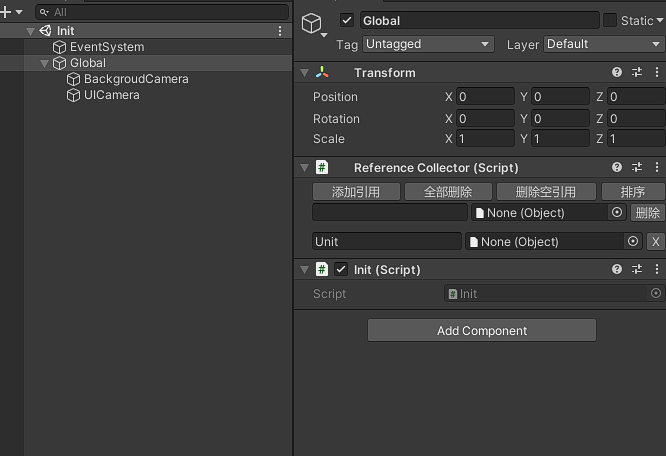 All
Init
EventSystem
Global
BackgroudCamera
UICamera
Global
Static
Tag Untagged Layer Default
Transform
Position X 0 Y 0 Z 0
Rotation X 0 Y 0 Z 0
Scale X 1 Y 1 Z 1
Reference Collector (Script)
添加引用 全部删除 删除空引用 排序
None (Object) 删除
Unit None (Object) X
Init (Script)
Script Init
Add Component